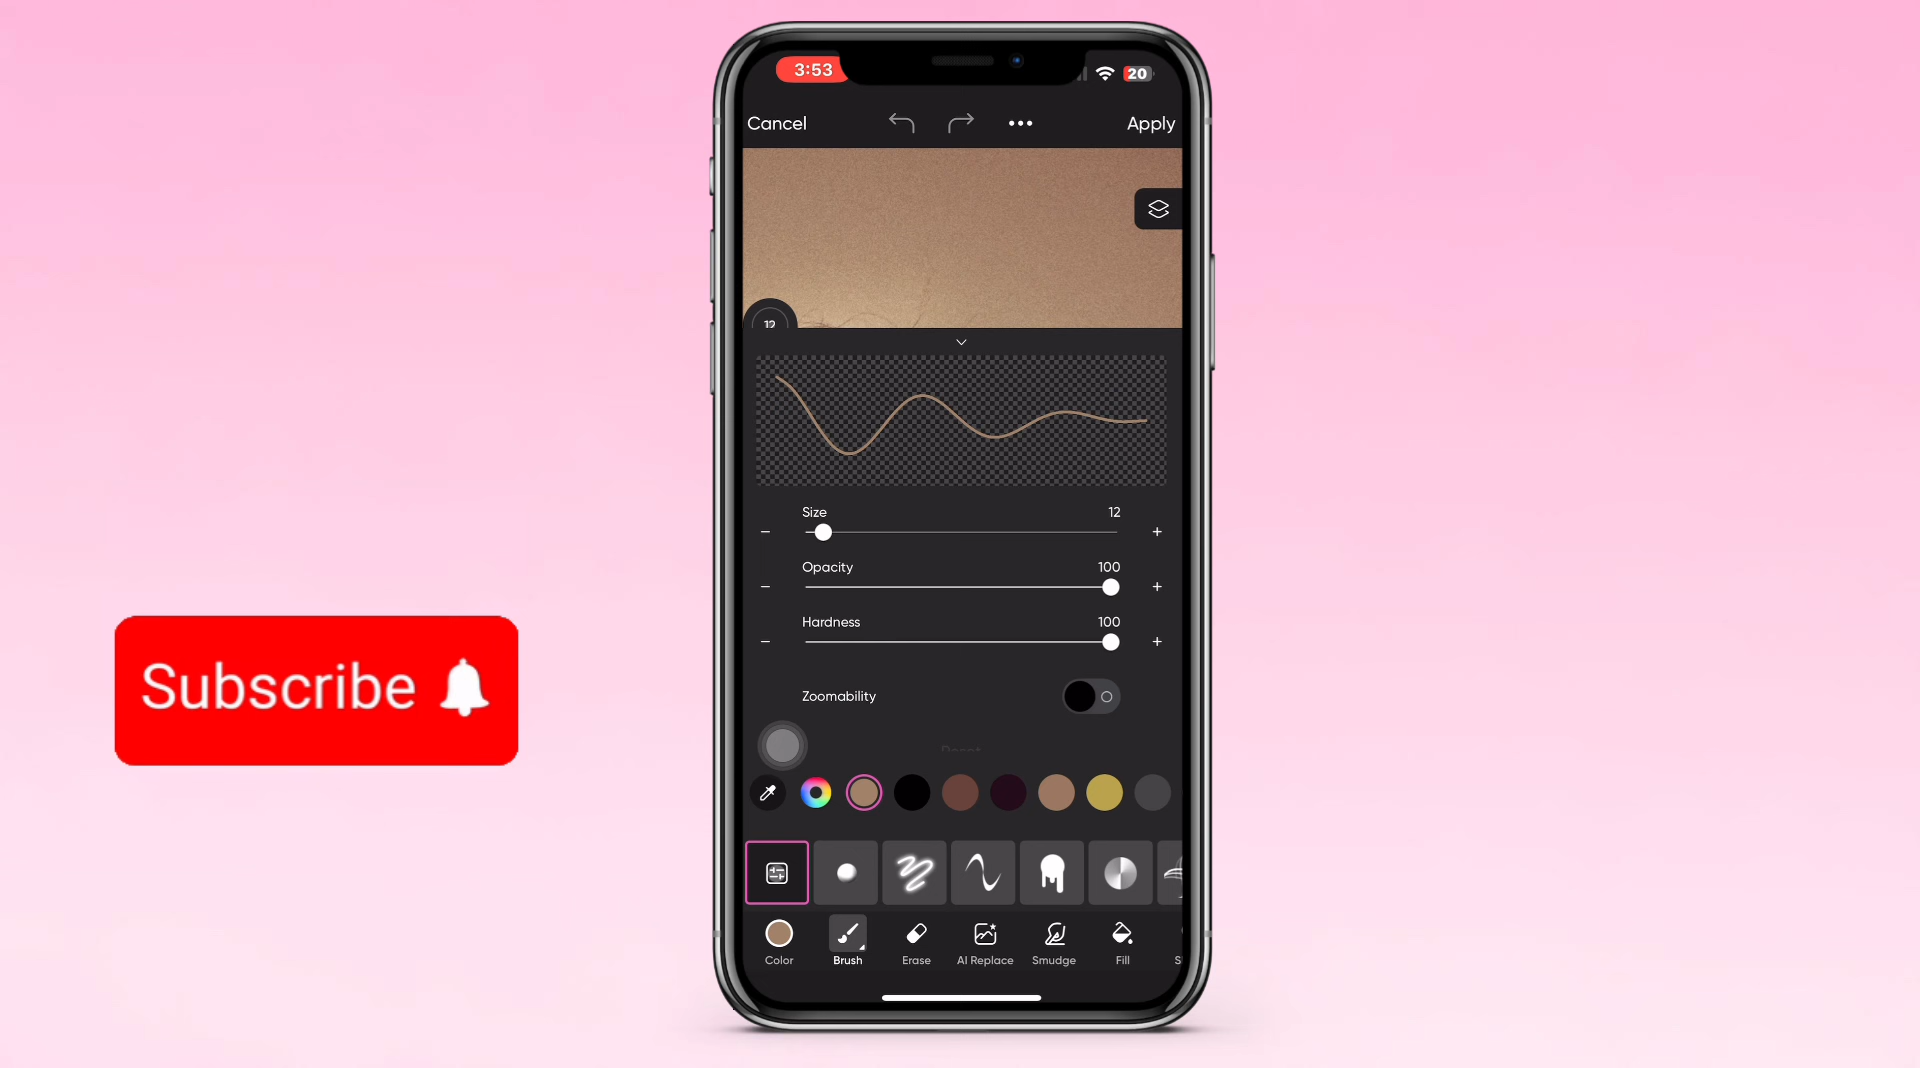 3:53
20
Cancel
Apply
12
Size 12
Opacity 100
Hardness 100
Zoomability
Reset
Subscribe
Color Brush Erase AI Replace Smudge Fill